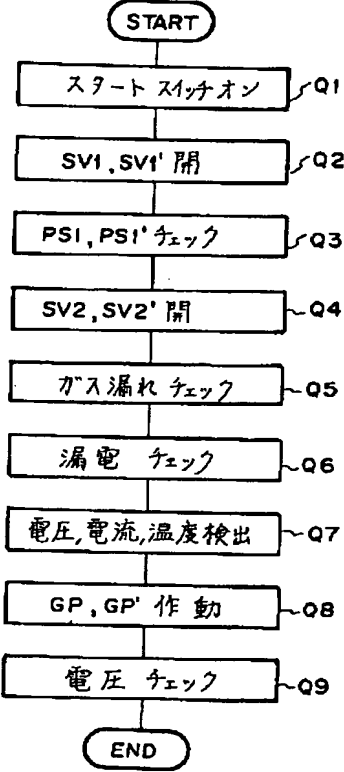 START
スタートスイッチオン Q1
SV1, SV1' 開 Q2
PS1, PS1' チェック Q3
SV2, SV2' 開 Q4
ガス漏れチェック Q5
漏電 チェック Q6
電圧,電流,温度検出 Q7
GP, GP' 作動 Q8
電圧 チェック Q9
END